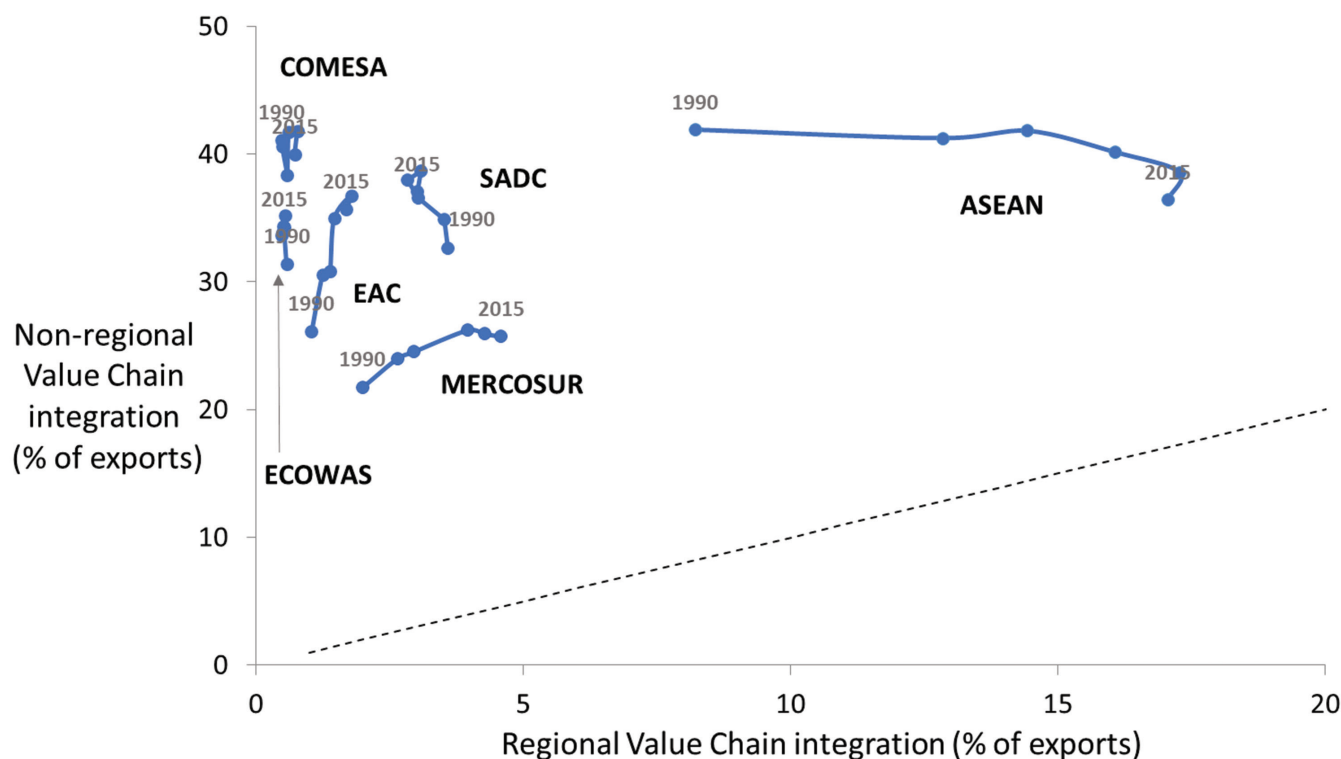 50
COMESA
1990
2015
1990
40
2015
SADC
2015
2015
2015
ASEAN
1990
1990
30
EAC
1990
2015
Non-regional
Value Chain
integration
(% of exports)
1990
MERCOSUR
20
ECOWAS
10
0
0
5
10
15
20
Regional Value Chain integration (% of exports)